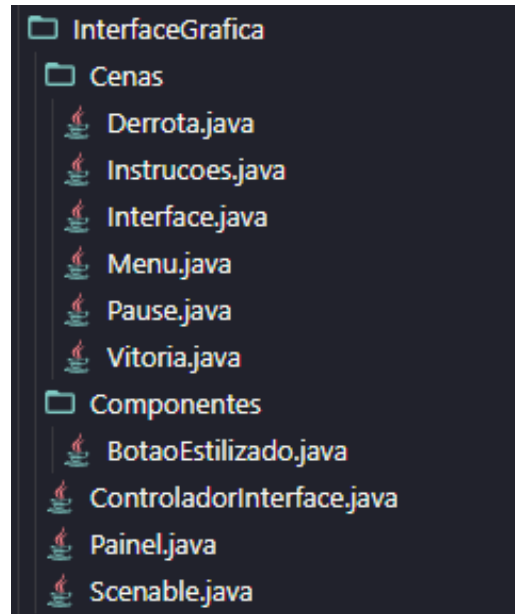 InterfaceGrafica
Cenas
Derrota.java
Instrucoes.java
Interface.java
Menu.java
Pause.java
Vitoria.java
Componentes
BotaoEstilizado.java
ControladorInterface.java
Painel.java
Scenable.java